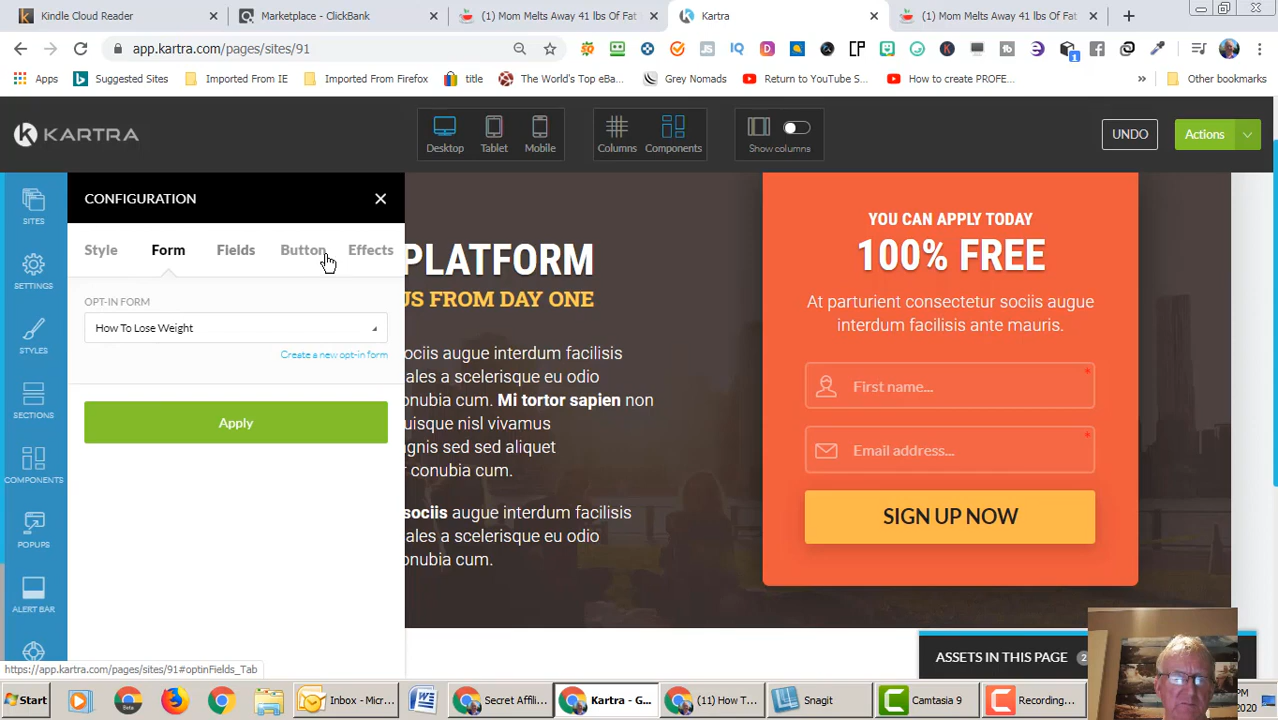 Kindle Cloud Reader
Marketplace - ClickBank
(1) Mom Melts Away 41 lbs Of Fat
Kartra
(1) Mom Melts Away 41 lbs Of Fat
app.kartra.com/pages/sites/91
Apps
Suggested Sites
Imported From IE
Imported From Firefox
title
The World's Top eBa...
Grey Nomads
Return to YouTube S...
How to create PROFE...
Other bookmarks
KARTRA
Desktop
Tablet
Mobile
Columns
Components
Show columns
UNDO
Actions
SITES
SETTINGS
STYLES
SECTIONS
COMPONENTS
POPUPS
ALERT BAR
CONFIGURATION
Style
Form
Fields
Button
Effects
OPT-IN FORM
How To Lose Weight
Create a new opt-in form
Apply
PLATFORM
US FROM DAY ONE
sociis augue interdum facilisis
ales a scelerisque eu odio
conubia cum. Mi tortor sapien non
uisque nisl vivamus
agnis sed sed aliquet
r conubia cum.
sociis augue interdum facilisis
ales a scelerisque eu odio
conubia cum.
YOU CAN APPLY TODAY
100% FREE
At parturient consectetur sociis augue
interdum facilisis ante mauris.
First name...
Email address...
SIGN UP NOW
ASSETS IN THIS PAGE
2
https://app.kartra.com/pages/sites/91#optinFields_Tab
Start
Inbox - Micr...
Secret Affili...
Kartra - G...
(11) How T...
Snagit
Camtasia 9
Recording...